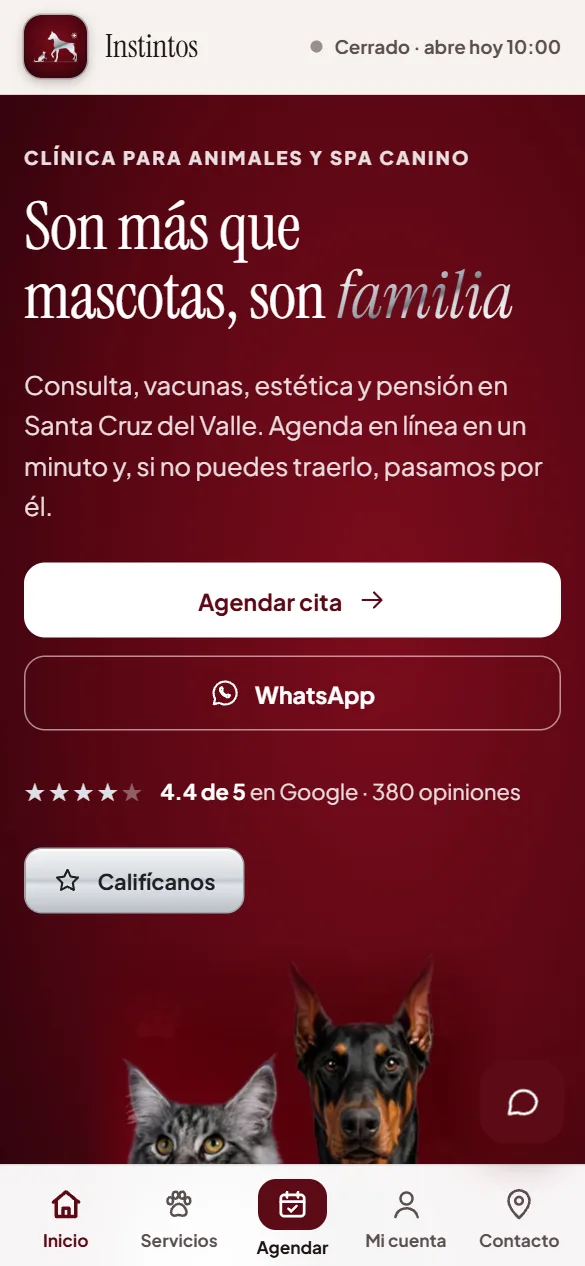 Instintos
Cerrado · abre hoy 10:00
CLÍNICA PARA ANIMALES Y SPA CANINO
Son más que
mascotas, son familia
Consulta, vacunas, estética y pensión en
Santa Cruz del Valle. Agenda en línea en un
minuto y, si no puedes traerlo, pasamos por
él.
Agendar cita →
WhatsApp
★★★★★ 4.4 de 5 en Google · 380 opiniones
Califícanos
Inicio
Servicios
Agendar
Mi cuenta
Contacto